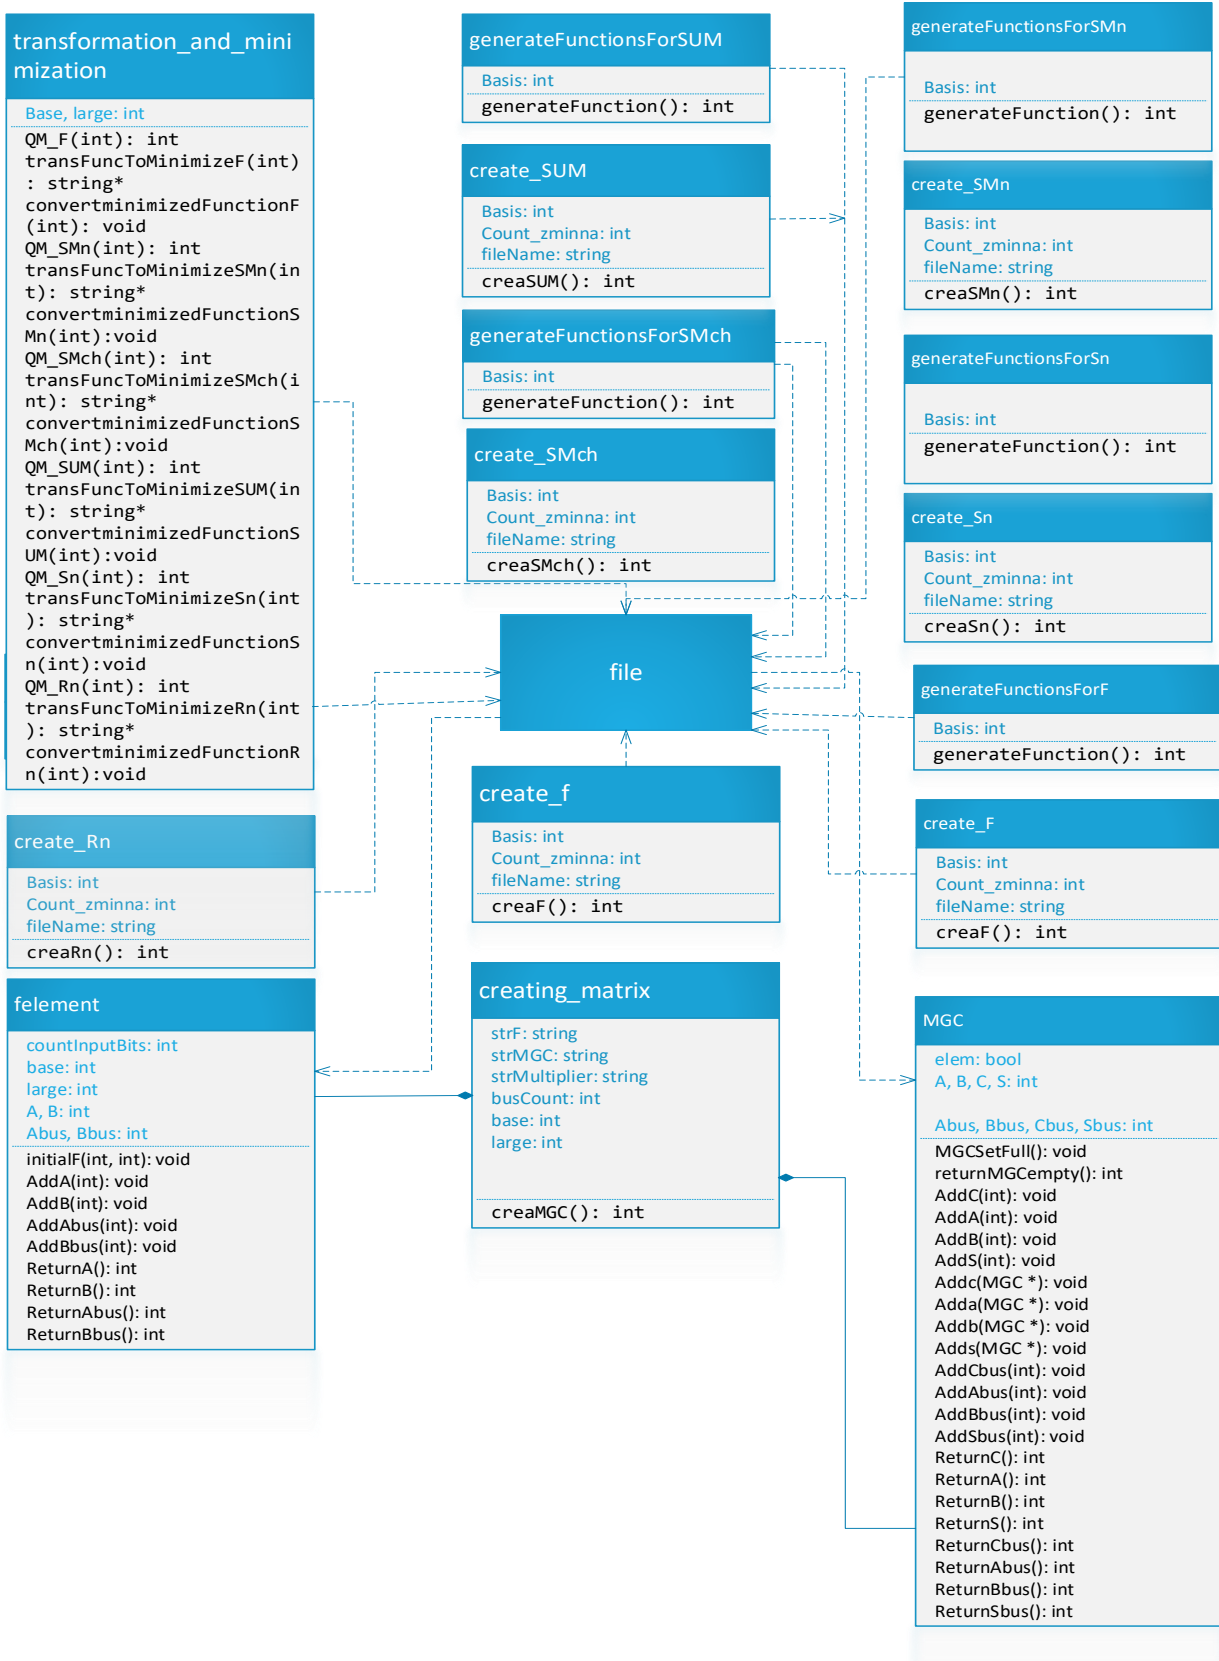 transformation_and_mini
mization
Base, large: int
QM_F(int): int
transFuncToMinimizeF(int)
: string*
convertminimizedFunctionF
(int): void
QM_SMn(int): int
transFuncToMinimizeSMn(in
t): string*
convertminimizedFunctionS
Mn(int):void
QM_SMch(int): int
transFuncToMinimizeSMch(i
nt): string*
convertminimizedFunctionS
Mch(int):void
QM_SUM(int): int
transFuncToMinimizeSUM(in
t): string*
convertminimizedFunctionS
UM(int):void
QM_Sn(int): int
transFuncToMinimizeSn(int
): string*
convertminimizedFunctionS
n(int):void
QM_Rn(int): int
transFuncToMinimizeRn(int
): string*
convertminimizedFunctionR
n(int):void
create_Rn
Basis: int
Count_zminna: int
fileName: string
creaRn(): int
felement
countInputBits: int
base: int
large: int
A, B: int
Abus, Bbus: int
initialF(int, int): void
AddA(int): void
AddB(int): void
AddAbus(int): void
AddBbus(int): void
ReturnA(): int
ReturnB(): int
ReturnAbus(): int
ReturnBbus(): int
generateFunctionsForSUM
Basis: int
generateFunction(): int
create_SUM
Basis: int
Count_zminna: int
fileName: string
creaSUM(): int
generateFunctionsForSMch
Basis: int
generateFunction(): int
create_SMch
Basis: int
Count_zminna: int
fileName: string
creaSMch(): int
file
create_f
Basis: int
Count_zminna: int
fileName: string
creaF(): int
creating_matrix
strF: string
strMGC: string
strMultiplier: string
busCount: int
base: int
large: int
creaMGC(): int
generateFunctionsForSMn
Basis: int
generateFunction(): int
create_SMn
Basis: int
Count_zminna: int
fileName: string
creaSMn(): int
generateFunctionsForSn
Basis: int
generateFunction(): int
create_Sn
Basis: int
Count_zminna: int
fileName: string
creaSn(): int
generateFunctionsForF
Basis: int
generateFunction(): int
create_F
Basis: int
Count_zminna: int
fileName: string
creaF(): int
MGC
elem: bool
A, B, C, S: int
Abus, Bbus, Cbus, Sbus: int
MGCSetFull(): void
returnMGCempty(): int
AddC(int): void
AddA(int): void
AddB(int): void
AddS(int): void
Addc(MGC *): void
Adda(MGC *): void
Addb(MGC *): void
Adds(MGC *): void
AddCbus(int): void
AddAbus(int): void
AddBbus(int): void
AddSbus(int): void
ReturnC(): int
ReturnA(): int
ReturnB(): int
ReturnS(): int
ReturnCbus(): int
ReturnAbus(): int
ReturnBbus(): int
ReturnSbus(): int